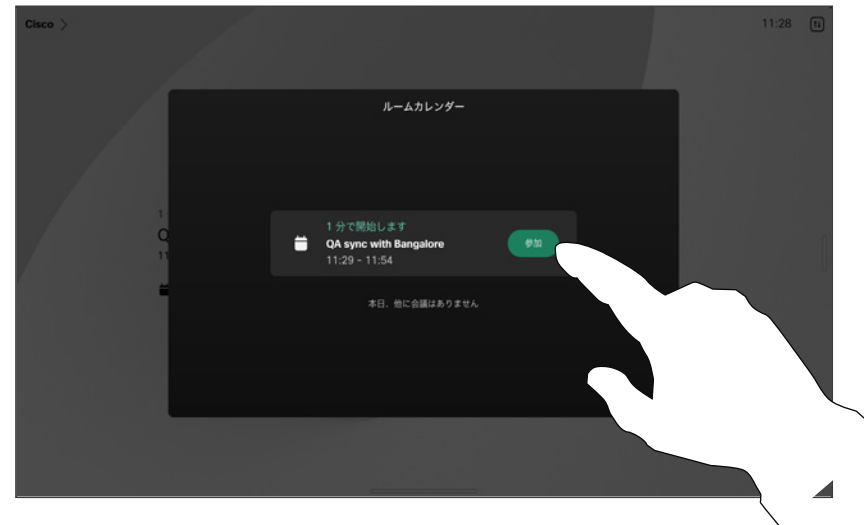 Cisco
11:28
ルームカレンダー
1 分で開始します
QA sync with Bangalore
11:29 - 11:54
参加
本日、他に会議はありません